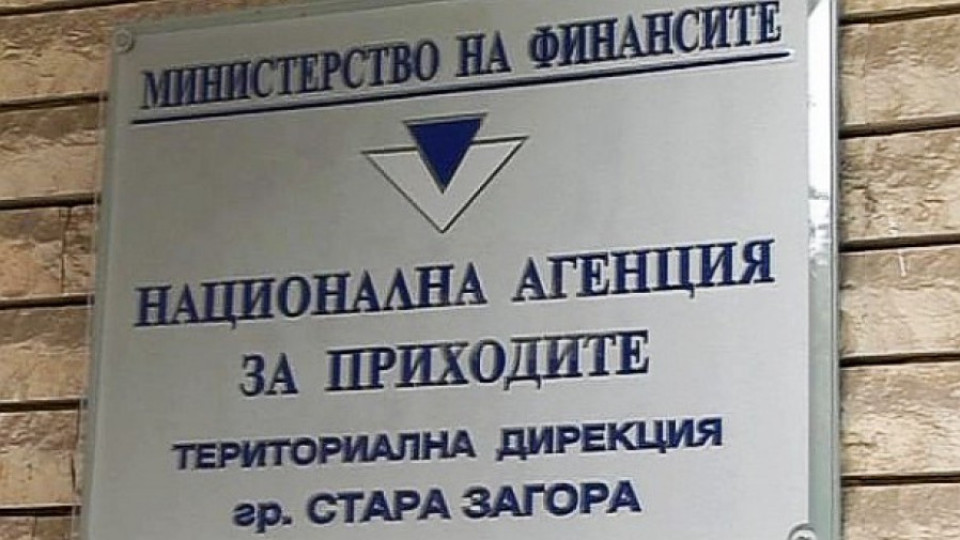 МИНИСТЕРСТВО НА ФИНАНСИТЕ
НАЦИОНАЛНА АГЕНЦИЯ
ЗА ПРИХОДИТЕ
ТЕРИТОРИАЛНА ДИРЕКЦИЯ
гр. СТАРА ЗАГОРА